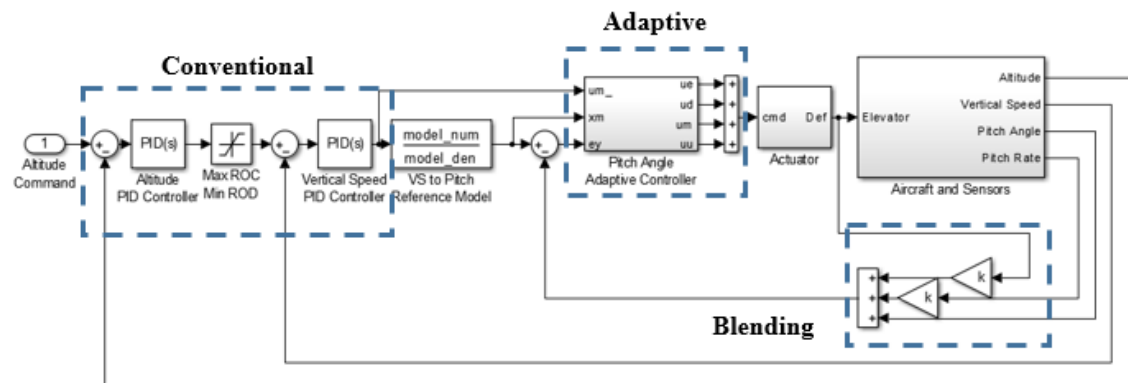 Adaptive
Conventional
Blending
1
Altitude
Command
+
−
PID(s)
Altitude
PID Controller
Max ROC
Min ROD
+
−
PID(s)
Vertical Speed
PID Controller
model_num
model_den
VS to Pitch
Reference Model
+
−
um_
xm
ey
ue
ud
um
uu
Pitch Angle
Adaptive Controller
+
+
+
+
cmd Def
Actuator
Elevator
Altitude
Vertical Speed
Pitch Angle
Pitch Rate
Aircraft and Sensors
k
k
+
+
+